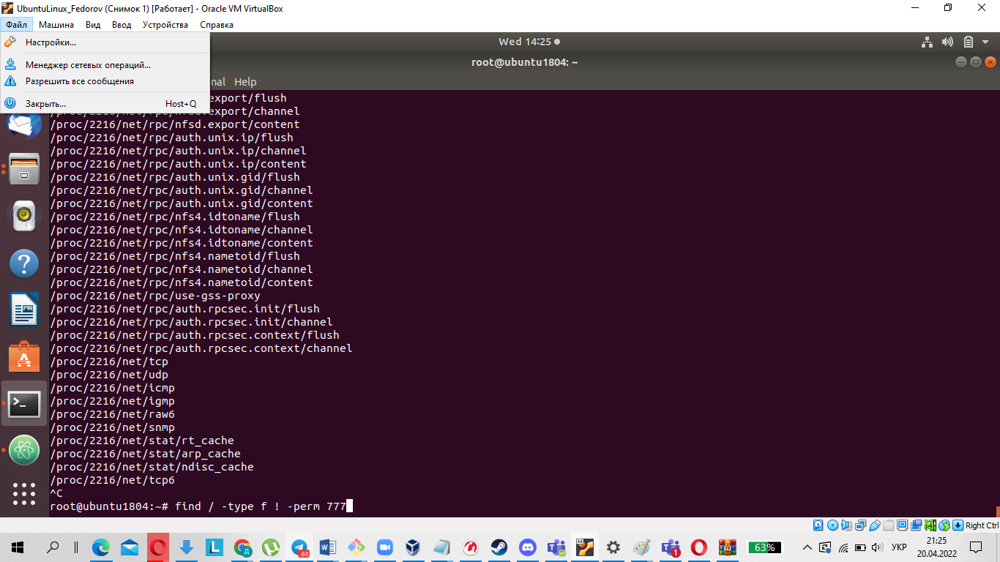 UbuntuLinux_Fedorov (Снимок 1) [Работает] - Oracle VM VirtualBox
Файл Машина Вид Ввод Устройства Справка
Настройки...
Менеджер сетевых операций...
Разрешить все сообщения
Закрыть... Host+Q
Wed 14:25
root@ubuntu1804: ~
nal Help
export/flush
/proc/2216/net/rpc/nfsd.export/channel
/proc/2216/net/rpc/nfsd.export/content
/proc/2216/net/rpc/auth.unix.ip/flush
/proc/2216/net/rpc/auth.unix.ip/channel
/proc/2216/net/rpc/auth.unix.ip/content
/proc/2216/net/rpc/auth.unix.gid/flush
/proc/2216/net/rpc/auth.unix.gid/channel
/proc/2216/net/rpc/auth.unix.gid/content
/proc/2216/net/rpc/nfs4.idtoname/flush
/proc/2216/net/rpc/nfs4.idtoname/channel
/proc/2216/net/rpc/nfs4.idtoname/content
/proc/2216/net/rpc/nfs4.nametoid/flush
/proc/2216/net/rpc/nfs4.nametoid/channel
/proc/2216/net/rpc/nfs4.nametoid/content
/proc/2216/net/rpc/use-gss-proxy
/proc/2216/net/rpc/auth.rpcsec.init/flush
/proc/2216/net/rpc/auth.rpcsec.init/channel
/proc/2216/net/rpc/auth.rpcsec.context/flush
/proc/2216/net/rpc/auth.rpcsec.context/channel
/proc/2216/net/tcp
/proc/2216/net/udp
/proc/2216/net/icmp
/proc/2216/net/igmp
/proc/2216/net/raw6
/proc/2216/net/snmp
/proc/2216/net/stat/rt_cache
/proc/2216/net/stat/arp_cache
/proc/2216/net/stat/ndisc_cache
/proc/2216/net/tcp6
^C
root@ubuntu1804:~# find / -type f ! -perm 777
Right Ctrl
63% УКР
21:25
20.04.2022